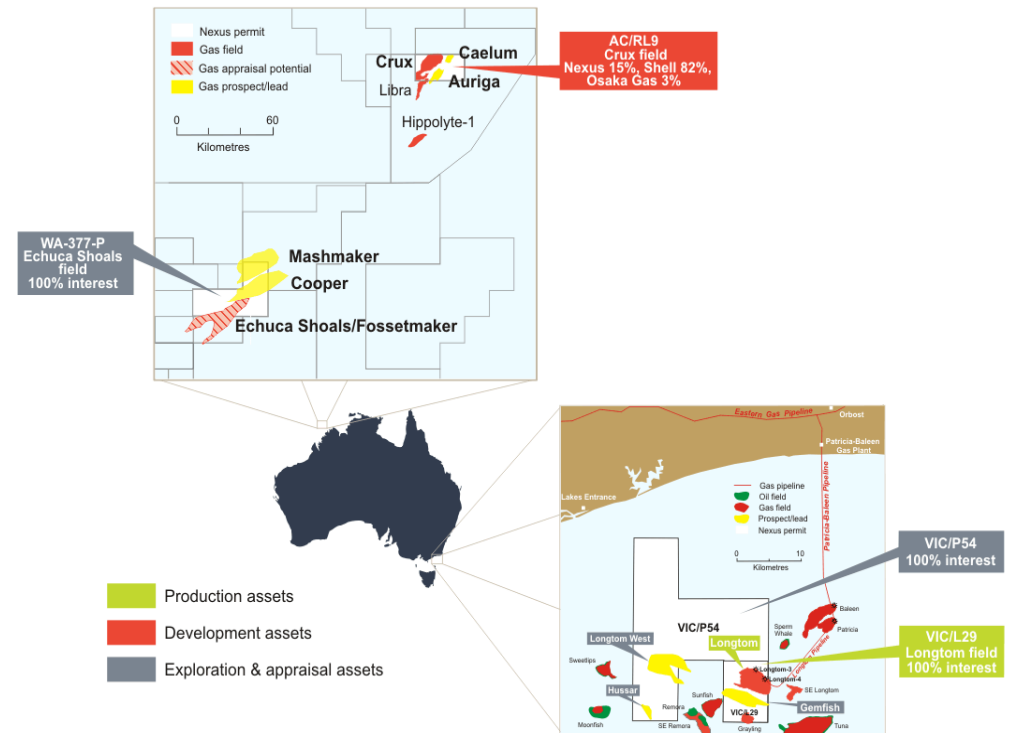 Nexus permit
Gas field
Gas appraisal potential
Gas prospect/lead
0 60
Kilometres
Crux
Caelum
Libra
Auriga
Hippolyte-1
AC/RL9
Crux field
Nexus 15%, Shell 82%,
Osaka Gas 3%
WA-377-P
Echuca Shoals
field
100% interest
Mashmaker
Cooper
Echuca Shoals/Fossetmaker
Production assets
Development assets
Exploration & appraisal assets
Eastern Gas Pipeline
Orbost
Patricia-Baleen
Gas Plant
Patricia-Baleen Pipeline
Lakes Entrance
Gas pipeline
Oil field
Gas field
Prospect/lead
Nexus permit
0 10
Kilometres
VIC/P54
100% interest
Baleen
Patricia
Sperm
Whale
VIC/P54
Longtom West
Longtom
Longtom Pipeline
VIC/L29
Longtom field
100% interest
Sweetlips
Longtom-3
Longtom-4
SE Longtom
Hussar
Sunfish
Remora
VIC/L29
Gemfish
Moonfish
SE Remora
Grayling
Tuna